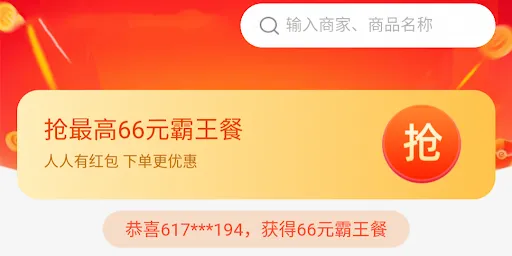 输入商家、商品名称
抢最高66元霸王餐
人人有红包 下单更优惠
抢
恭喜617***194，获得66元霸王餐